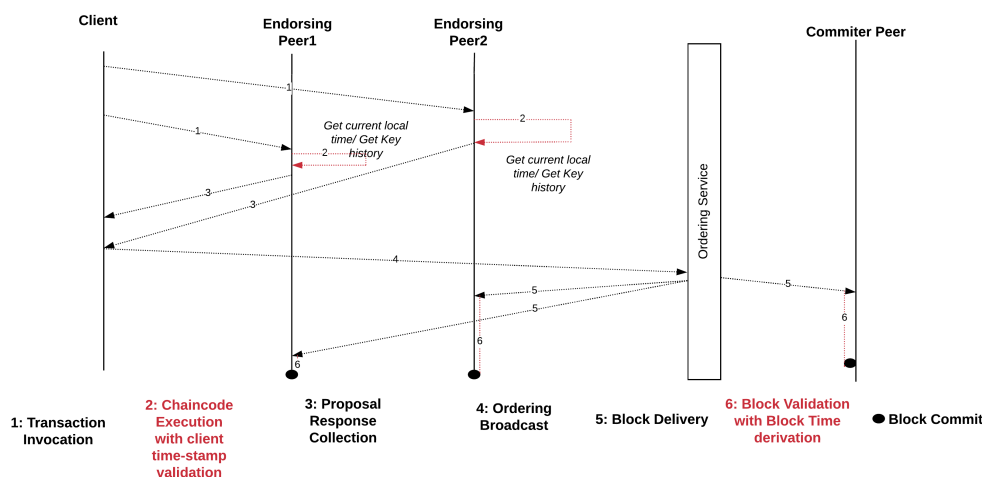 Client
Endorsing
Peer1
Endorsing
Peer2
Commiter Peer
1
2
1
Get current local
time/ Get Key
history
2
Get current local
time/ Get Key
history
3
3
Ordering Service
4
5
5
5
6
6
6
1: Transaction
Invocation
2: Chaincode
Execution
with client
time-stamp
validation
3: Proposal
Response
Collection
4: Ordering
Broadcast
5: Block Delivery
6: Block Validation
with Block Time
derivation
Block Commit